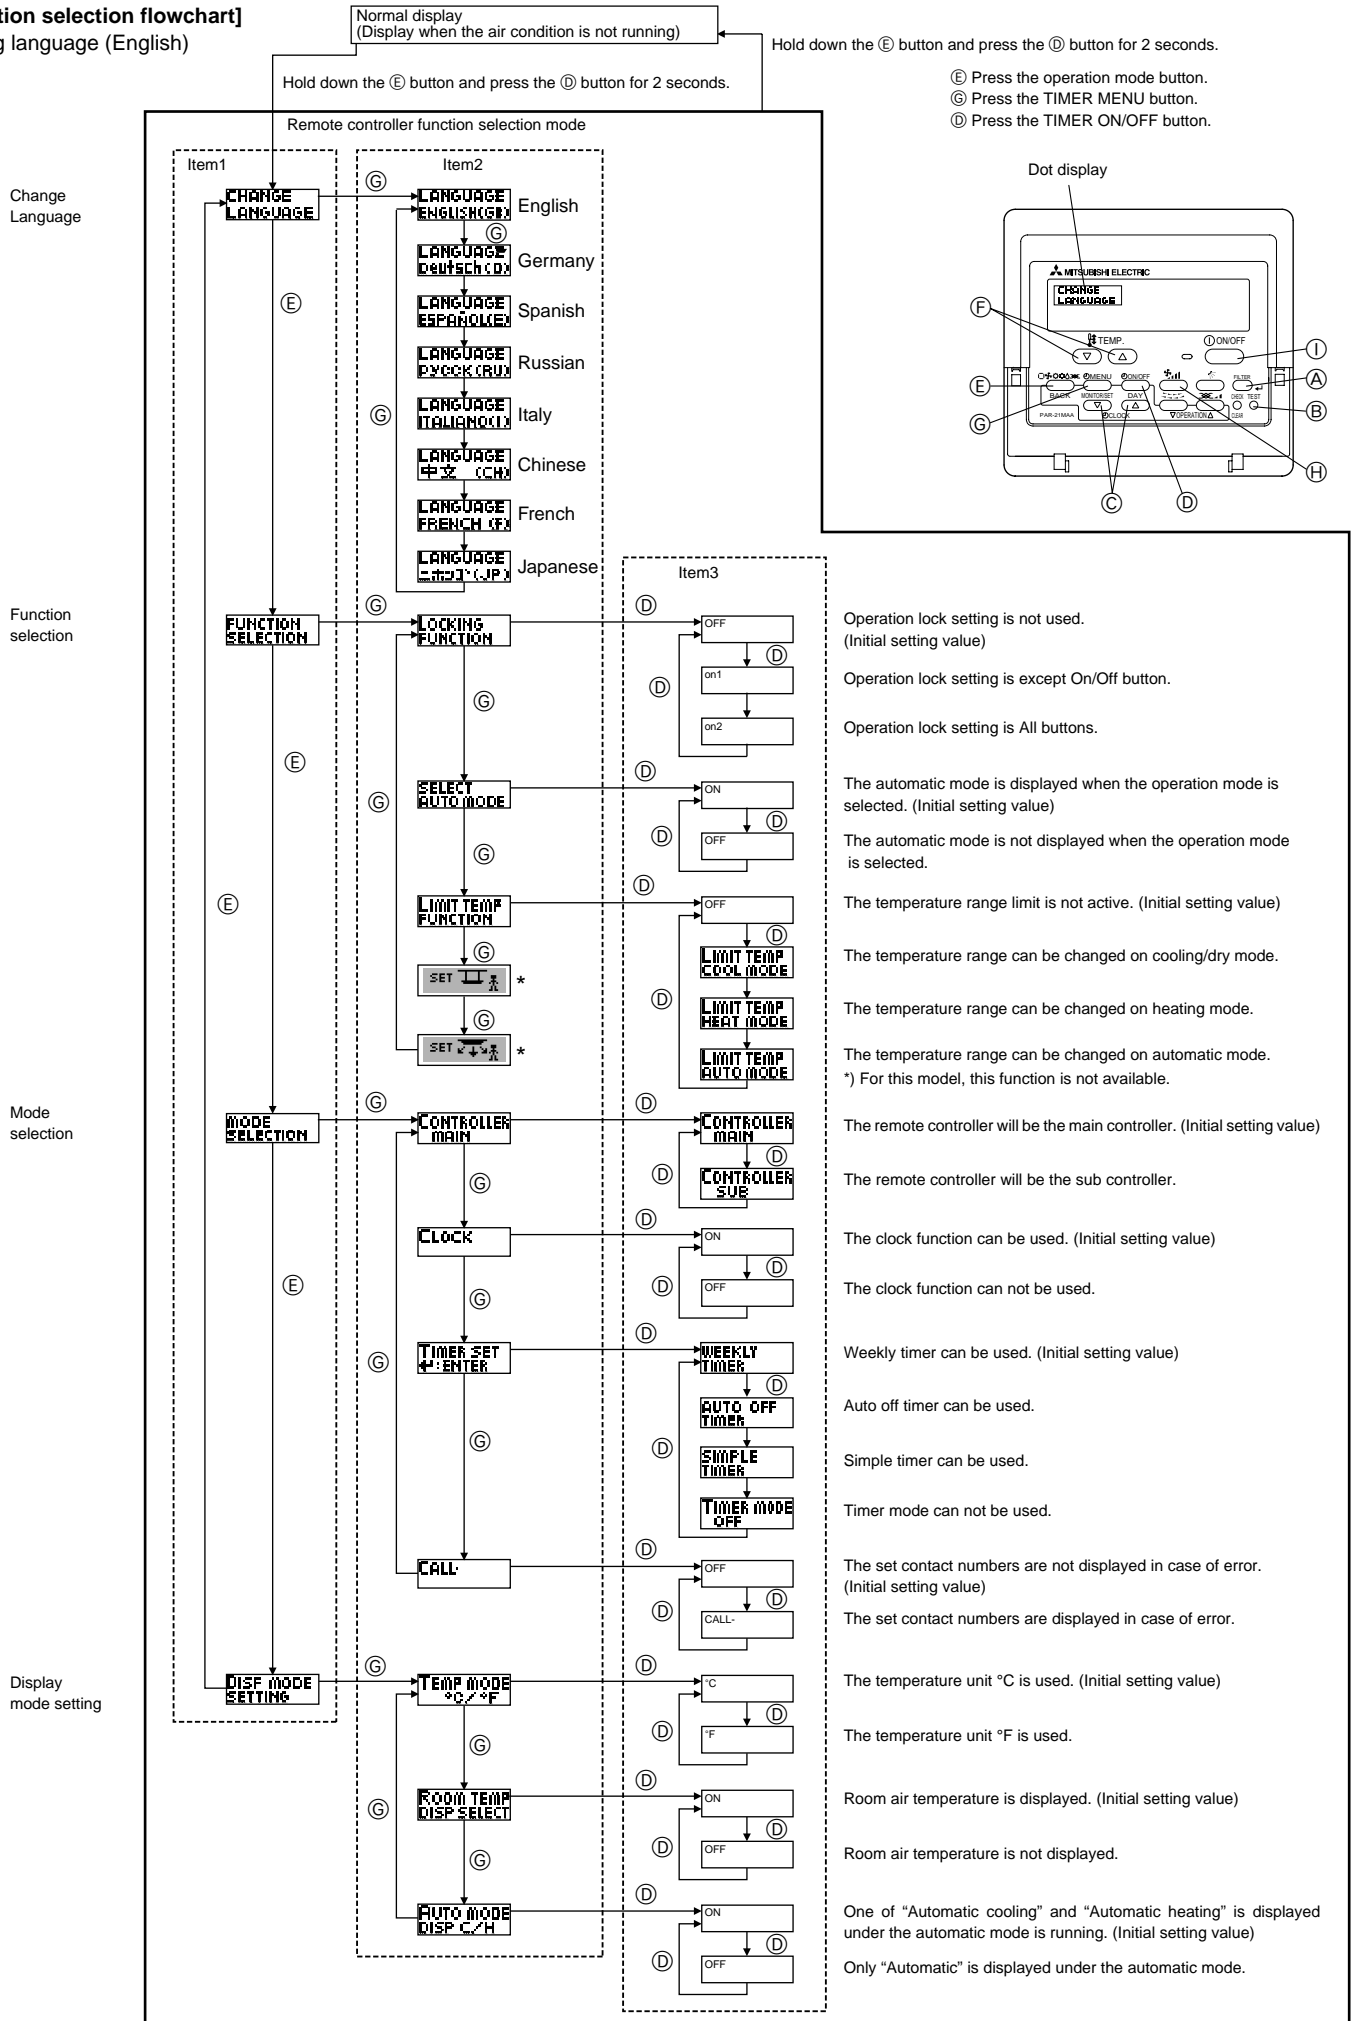 tion selection flowchart]
g language (English)
Normal display
(Display when the air condition is not running)
Hold down the Ⓔ button and press the Ⓓ button for 2 seconds.
Hold down the Ⓔ button and press the Ⓓ button for 2 seconds.
Ⓔ Press the operation mode button.
Ⓖ Press the TIMER MENU button.
Ⓓ Press the TIMER ON/OFF button.
Remote controller function selection mode
Item1
Item2
Dot display
MITSUBISHI ELECTRIC
CHANGE
LANGUAGE
TEMP.
ON/OFF
MENU
ON/OFF
FILTER
BACK
MONITOR/SET
DAY
CHECK
TEST
PAR-21MAA
CLOCK
▽OPERATION△
CLEAR
Ⓕ
Ⓔ
Ⓖ
Ⓒ
Ⓓ
Ⓗ
Ⓘ
Ⓐ
Ⓑ
Change
Language
CHANGE
LANGUAGE
Ⓖ
LANGUAGE
ENGLISH(GB)
English
Ⓖ
LANGUAGE
Deutsch(D)
Germany
Ⓔ
LANGUAGE
ESPAÑOL(E)
Spanish
LANGUAGE
РУССК(RU)
Russian
Ⓖ
LANGUAGE
ITALIANO(I)
Italy
LANGUAGE
中文 (CH)
Chinese
LANGUAGE
FRENCH (F)
French
LANGUAGE
ニホンゴ(JP)
Japanese
Item3
Function
selection
FUNCTION
SELECTION
Ⓖ
LOCKING
FUNCTION
Ⓓ
OFF
Operation lock setting is not used.
(Initial setting value)
Ⓓ
Ⓓ
on1
Operation lock setting is except On/Off button.
Ⓖ
on2
Operation lock setting is All buttons.
Ⓔ
Ⓖ
SELECT
AUTO MODE
Ⓓ
ON
The automatic mode is displayed when the operation mode is
selected. (Initial setting value)
Ⓓ
Ⓓ
OFF
The automatic mode is not displayed when the operation mode
is selected.
Ⓖ
Ⓔ
LIMIT TEMP
FUNCTION
Ⓓ
OFF
The temperature range limit is not active. (Initial setting value)
Ⓓ
Ⓖ
LIMIT TEMP
COOL MODE
The temperature range can be changed on cooling/dry mode.
SET
*
Ⓓ
Ⓖ
LIMIT TEMP
HEAT MODE
The temperature range can be changed on heating mode.
SET
*
LIMIT TEMP
AUTO MODE
The temperature range can be changed on automatic mode.
*) For this model, this function is not available.
Mode
selection
MODE
SELECTION
Ⓖ
CONTROLLER
MAIN
Ⓓ
CONTROLLER
MAIN
The remote controller will be the main controller. (Initial setting value)
Ⓓ
Ⓖ
Ⓓ
CONTROLLER
SUB
The remote controller will be the sub controller.
CLOCK
Ⓓ
ON
The clock function can be used. (Initial setting value)
Ⓓ
Ⓔ
Ⓖ
Ⓓ
OFF
The clock function can not be used.
Ⓖ
TIMER SET
↵:ENTER
Ⓓ
WEEKLY
TIMER
Weekly timer can be used. (Initial setting value)
Ⓓ
AUTO OFF
TIMER
Auto off timer can be used.
Ⓖ
Ⓓ
SIMPLE
TIMER
Simple timer can be used.
TIMER MODE
OFF
Timer mode can not be used.
CALL-
Ⓓ
OFF
The set contact numbers are not displayed in case of error.
(Initial setting value)
Ⓓ
Ⓓ
CALL-
The set contact numbers are displayed in case of error.
Display
mode setting
DISP MODE
SETTING
Ⓖ
TEMP MODE
°C/°F
Ⓓ
°C
The temperature unit °C is used. (Initial setting value)
Ⓓ
Ⓖ
Ⓓ
°F
The temperature unit °F is used.
Ⓖ
ROOM TEMP
DISP SELECT
Ⓓ
ON
Room air temperature is displayed. (Initial setting value)
Ⓓ
Ⓖ
Ⓓ
OFF
Room air temperature is not displayed.
AUTO MODE
DISP C/H
Ⓓ
ON
One of “Automatic cooling” and “Automatic heating” is displayed
under the automatic mode is running. (Initial setting value)
Ⓓ
Ⓓ
OFF
Only “Automatic” is displayed under the automatic mode.